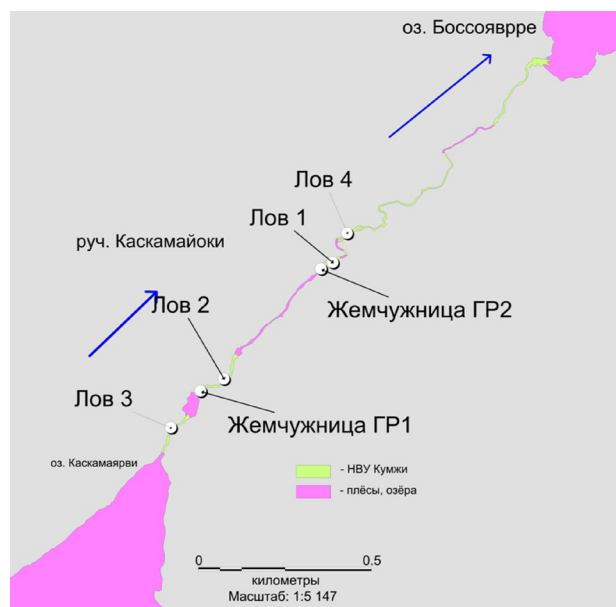 оз. Боссояврре
Лов 4
Лов 1
руч. Каскамайоки
Лов 2
Жемчужница ГР2
Лов 3
Жемчужница ГР1
оз. Каскамаярви
- НВУ Кумжи
- плёсы, озёра
0 0.5
километры
Масштаб: 1:5 147